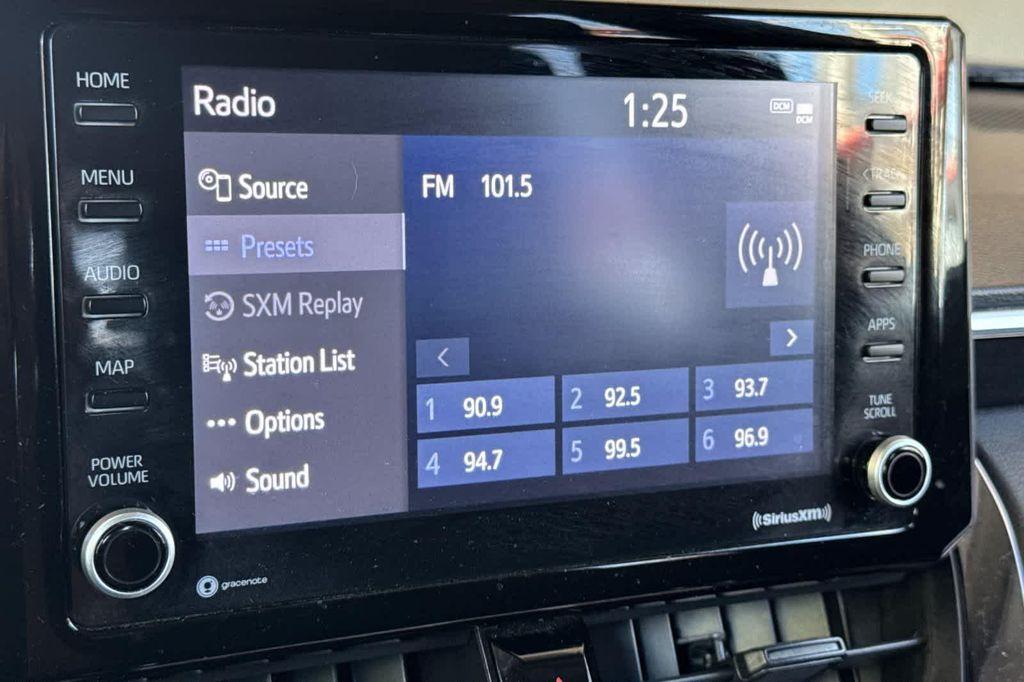 HOME
MENU
AUDIO
MAP
POWER
VOLUME
Radio
1:25
DCM
DCM
Source
Presets
SXM Replay
Station List
Options
Sound
FM 101.5
<
>
1 90.9
2 92.5
3 93.7
4 94.7
5 99.5
6 96.9
SEEK
PHONE
APPS
TUNE
SCROLL
gracenote
SiriusXM